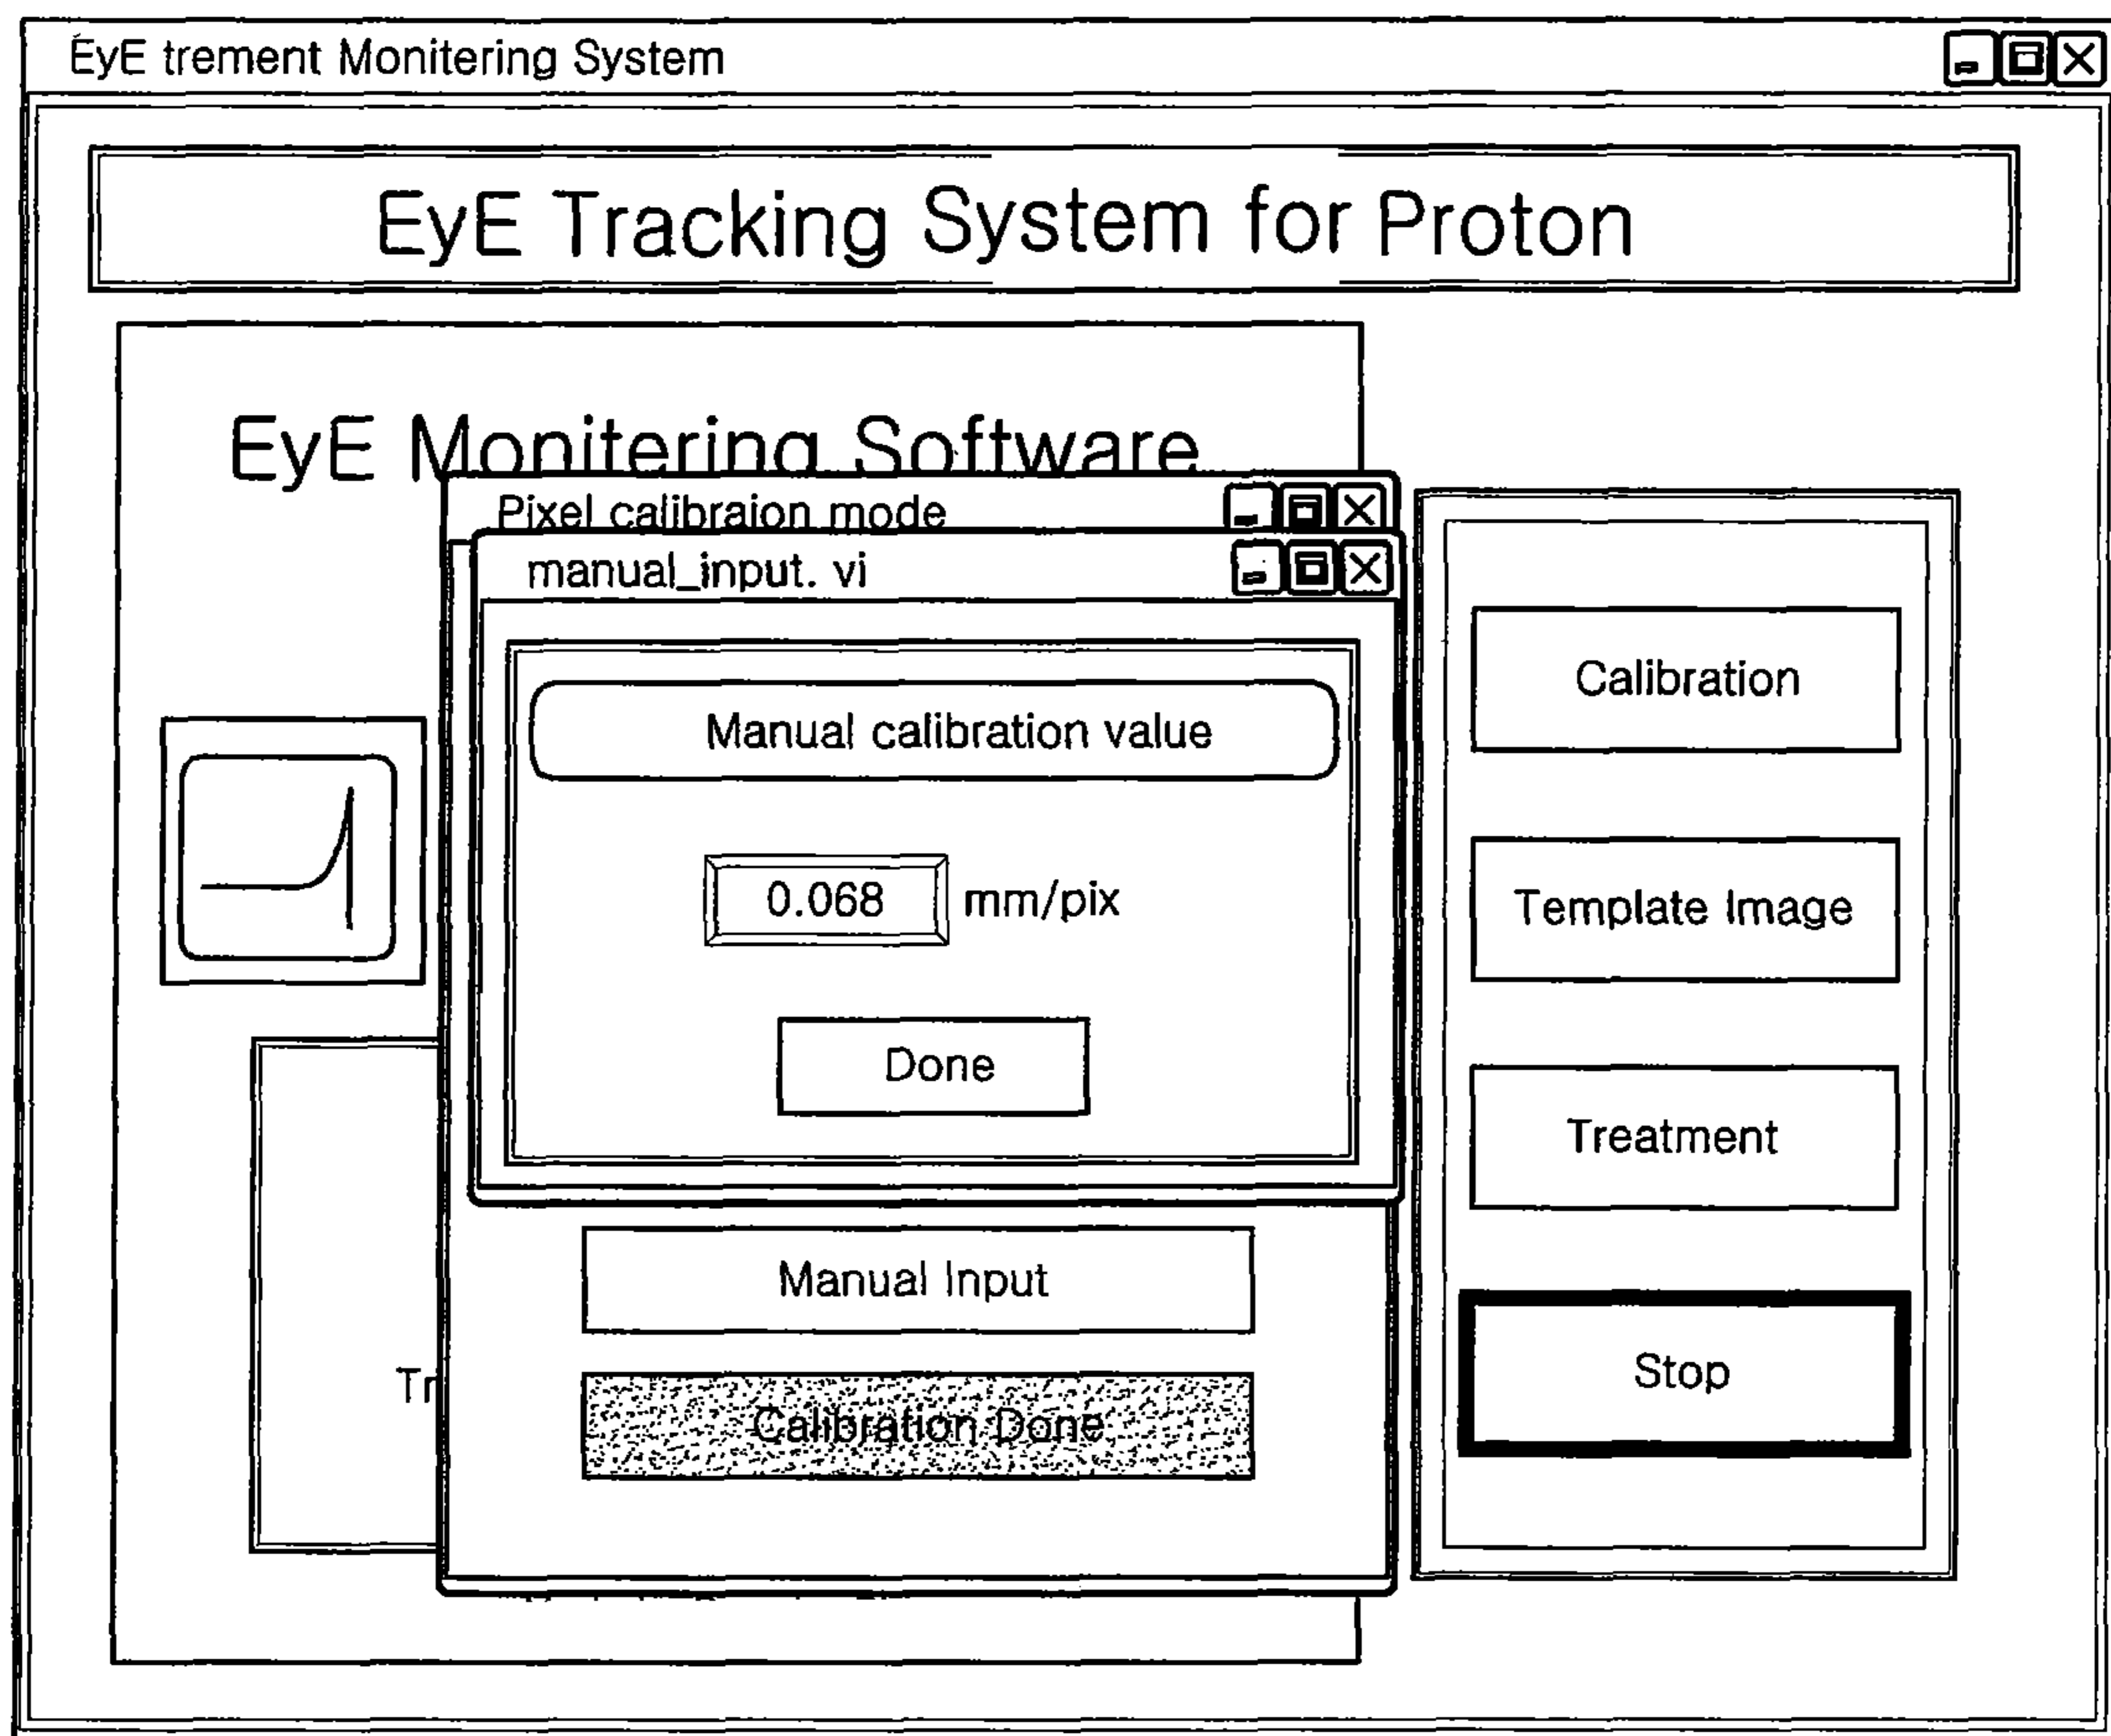 EyE trement Monitering System
EyE Tracking System for Proton
EyE Monitering Software
Pixel calibraion mode
manual_input. vi
Manual calibration value
0.068 mm/pix
Done
Manual Input
Calibration Done
Tr
Calibration
Template Image
Treatment
Stop